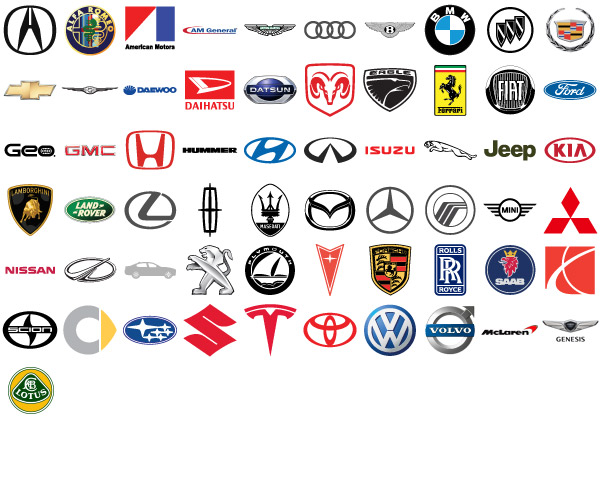 ALFA ROMEO
American Motors
AM General
BMW
DAEWOO
DAIHATSU
DATSUN
EAGLE
Ferrari
FIAT
Ford
GEO
GMC
HUMMER
ISUZU
Jeep
KIA
LAMBORGHINI
LAND-
ROVER
MASERATI
MINI
NISSAN
PLYMOUTH
PORSCHE
ROLLS
RR
ROYCE
SAAB
SCION
VOLVO
McLaren
GENESIS
LOTUS